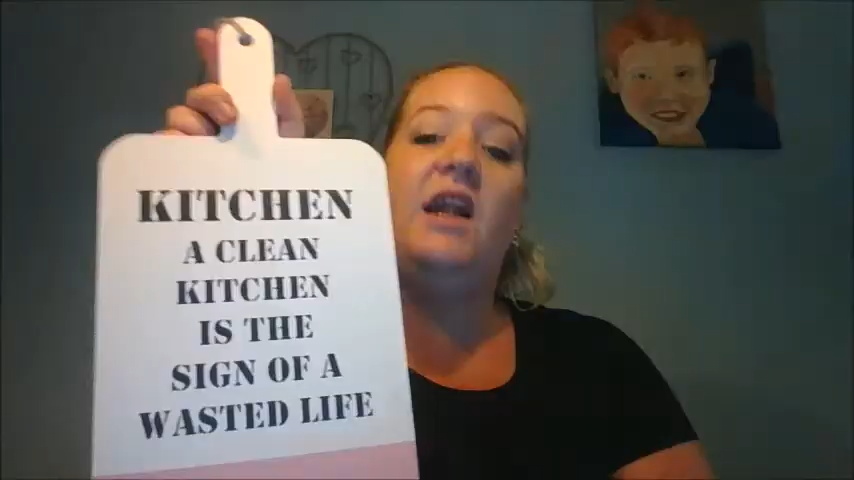 KITCHEN
A CLEAN
KITCHEN
IS THE
SIGN OF A
WASTED LIFE